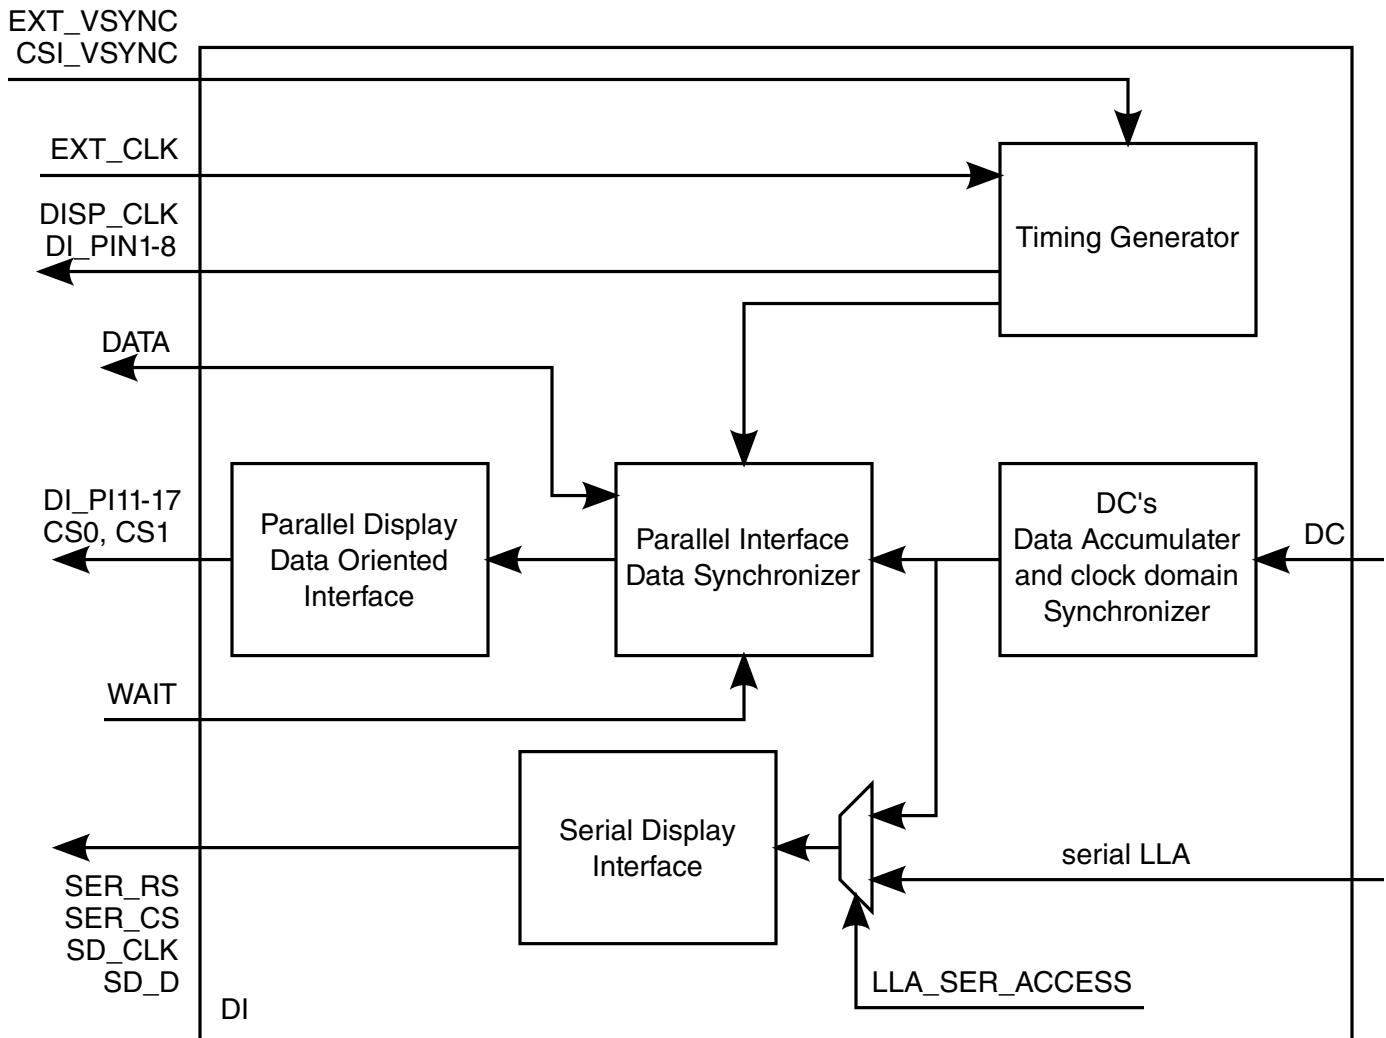 EXT_VSYNC
CSI_VSYNC
EXT_CLK
DISP_CLK
DI_PIN1-8
Timing Generator
DATA
DI_PI11-17
CS0, CS1
Parallel Display
Data Oriented
Interface
Parallel Interface
Data Synchronizer
DC's
Data Accumulater
and clock domain
Synchronizer
DC
WAIT
Serial Display
Interface
serial LLA
SER_RS
SER_CS
SD_CLK
SD_D
LLA_SER_ACCESS
DI